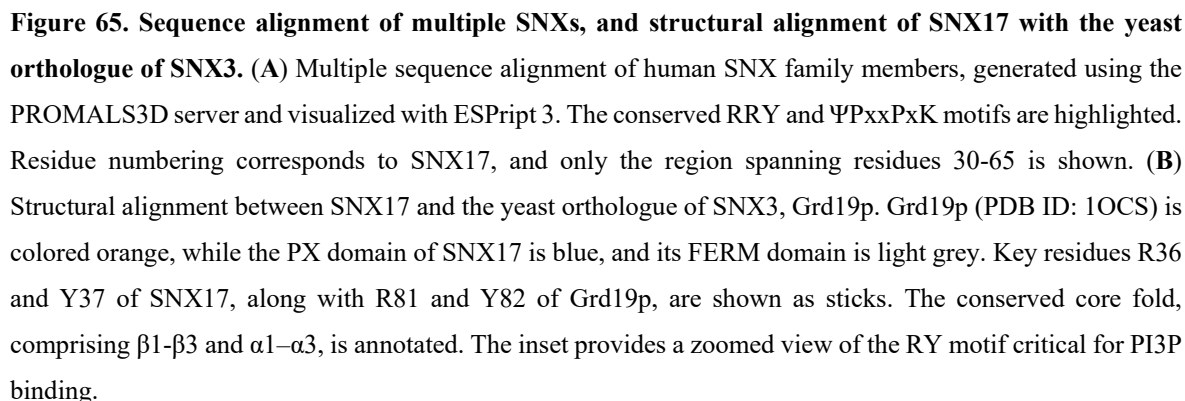 Figure 65. Sequence alignment of multiple SNXs, and structural alignment of SNX17 with the yeast
orthologue of SNX3. (A) Multiple sequence alignment of human SNX family members, generated using the
PROMALS3D server and visualized with ESPript 3. The conserved RRY and ΨPxxPxK motifs are highlighted.
Residue numbering corresponds to SNX17, and only the region spanning residues 30-65 is shown. (B)
Structural alignment between SNX17 and the yeast orthologue of SNX3, Grd19p. Grd19p (PDB ID: 1OCS) is
colored orange, while the PX domain of SNX17 is blue, and its FERM domain is light grey. Key residues R36
and Y37 of SNX17, along with R81 and Y82 of Grd19p, are shown as sticks. The conserved core fold,
comprising β1-β3 and α1–α3, is annotated. The inset provides a zoomed view of the RY motif critical for PI3P
binding.